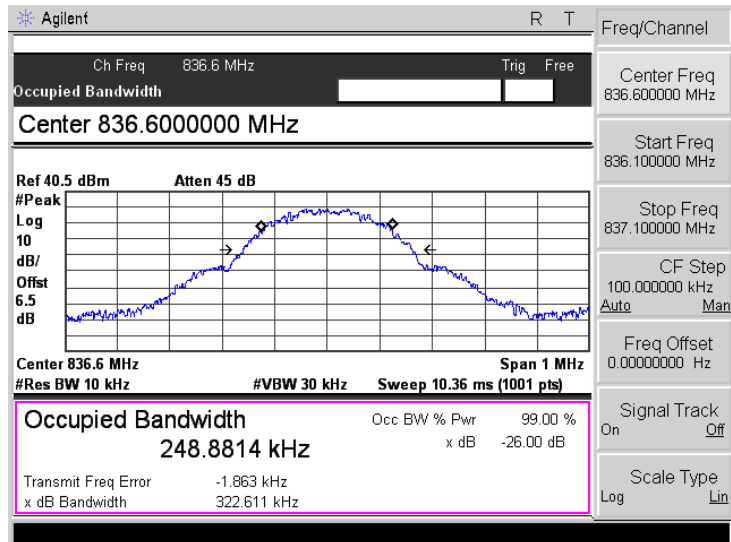 Agilent R T
Ch Freq 836.6 MHz Trig Free
Occupied Bandwidth
Center 836.6000000 MHz
Ref 40.5 dBm Atten 45 dB
#Peak
Log
10
dB/
Offst
6.5
dB
Center 836.6 MHz Span 1 MHz
#Res BW 10 kHz #VBW 30 kHz Sweep 10.36 ms (1001 pts)
Occupied Bandwidth
248.8814 kHz
Occ BW % Pwr 99.00 %
x dB -26.00 dB
Transmit Freq Error -1.863 kHz
x dB Bandwidth 322.611 kHz
Freq/Channel
Center Freq
836.600000 MHz
Start Freq
836.100000 MHz
Stop Freq
837.100000 MHz
CF Step
100.000000 kHz
Auto Man
Freq Offset
0.00000000 Hz
Signal Track
On Off
Scale Type
Log Lin